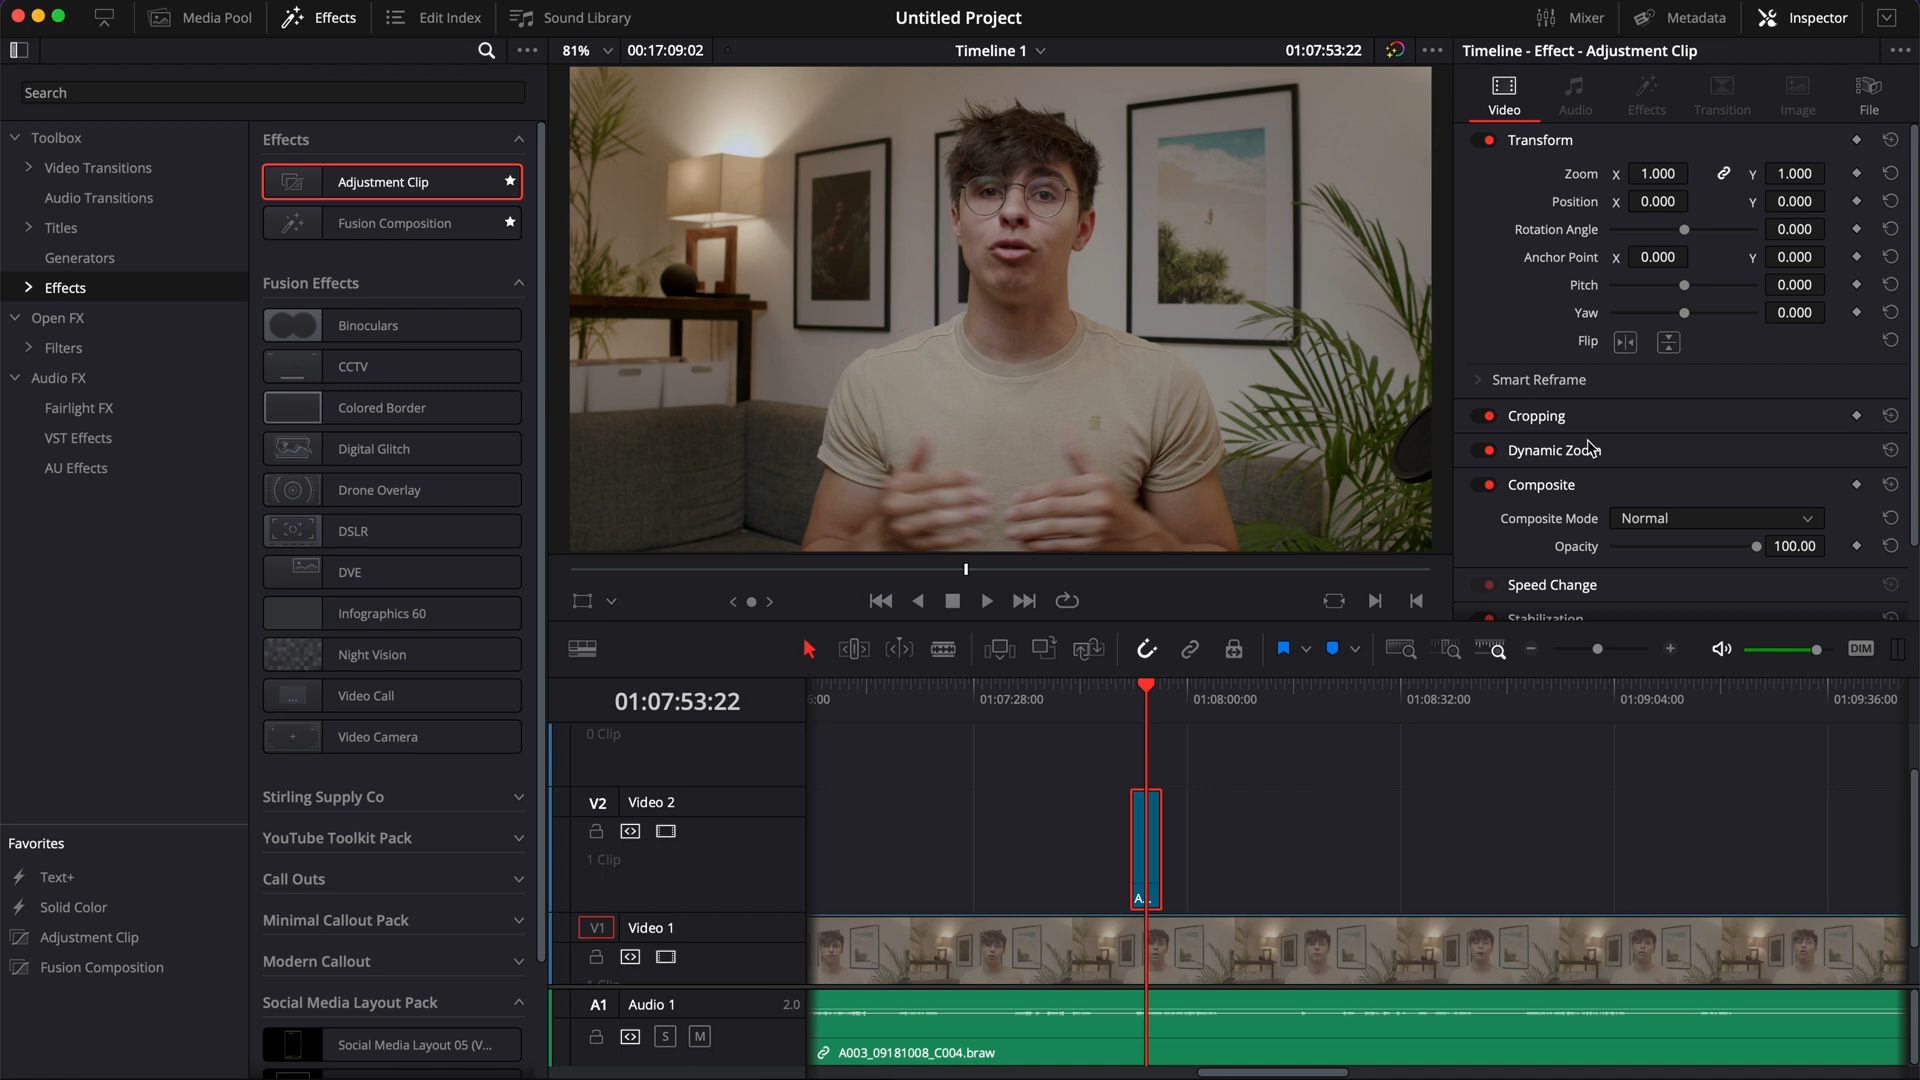 Media Pool
Effects
Edit Index
Sound Library
Untitled Project
Mixer
Metadata
Inspector
81%
00:17:09:02
Timeline 1
01:07:53:22
Timeline - Effect - Adjustment Clip
Search
Video
Audio
Effects
Transition
Image
File
Toolbox
Video Transitions
Audio Transitions
Titles
Generators
Effects
Open FX
Filters
Audio FX
Fairlight FX
VST Effects
AU Effects
Favorites
Text+
Solid Color
Adjustment Clip
Fusion Composition
Effects
Adjustment Clip
Fusion Composition
Fusion Effects
Binoculars
CCTV
Colored Border
Digital Glitch
Drone Overlay
DSLR
DVE
Infographics 60
Night Vision
Video Call
Video Camera
Stirling Supply Co
YouTube Toolkit Pack
Call Outs
Minimal Callout Pack
Modern Callout
Social Media Layout Pack
Social Media Layout 05 (V...
Transform
Zoom X 1.000 Y 1.000
Position X 0.000 Y 0.000
Rotation Angle 0.000
Anchor Point X 0.000 Y 0.000
Pitch 0.000
Yaw 0.000
Flip
Smart Reframe
Cropping
Dynamic Zoom
Composite
Composite Mode Normal
Opacity 100.00
Speed Change
Stabilization
DIM
01:07:53:22
6:00
01:07:28:00
01:08:00:00
01:08:32:00
01:09:04:00
01:09:36:00
0 Clip
V2 Video 2
1 Clip
A...
V1 Video 1
1 Clip
A1 Audio 1 2.0
S M
A003_09181008_C004.braw